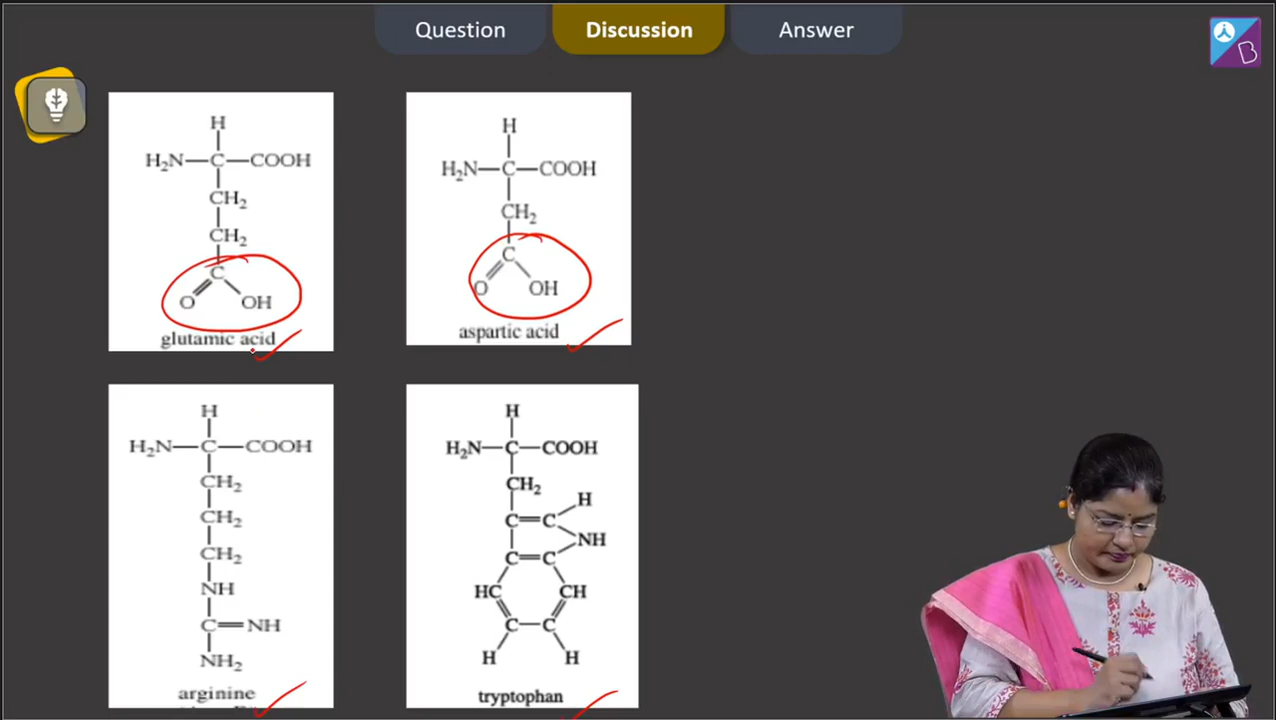 Question
Discussion
Answer
B
H
H₂N—C—COOH
CH₂
CH₂
C
O OH
glutamic acid
H
H₂N—C—COOH
CH₂
C
O OH
aspartic acid
H
H₂N—C—COOH
CH₂
CH₂
CH₂
NH
C=NH
NH₂
arginine
H
H₂N—C—COOH
CH₂
H
C=C
NH
C=C
HC CH
C—C
H H
tryptophan